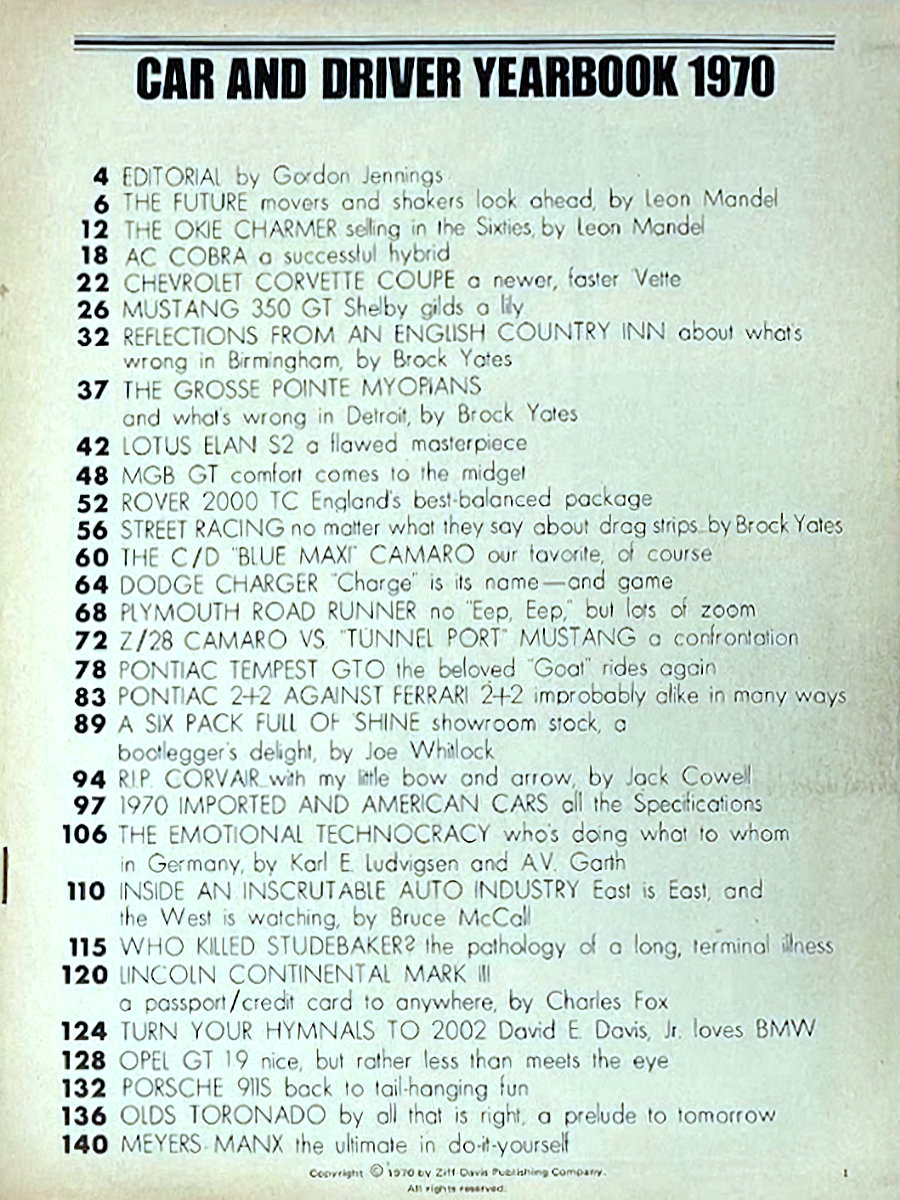 CAR AND DRIVER YEARBOOK 1970
4 EDITORIAL by Gordon Jennings
6 THE FUTURE movers and shakers look ahead, by Leon Mandel
12 THE OKIE CHARMER selling in the Sixties, by Leon Mandel
18 AC COBRA a successful hybrid
22 CHEVROLET CORVETTE COUPE a newer, faster Vette
26 MUSTANG 350 GT Shelby gilds a lily
32 REFLECTIONS FROM AN ENGLISH COUNTRY INN about what's
wrong in Birmingham, by Brock Yates
37 THE GROSSE POINTE MYOPIANS
and what's wrong in Detroit, by Brock Yates
42 LOTUS ELAN S2 a flawed masterpiece
48 MGB GT comfort comes to the midget
52 ROVER 2000 TC England's best-balanced package
56 STREET RACING no matter what they say about drag strips...by Brock Yates
60 THE C/D "BLUE MAXI" CAMARO our favorite, of course
64 DODGE CHARGER "Charge" is its name—and game
68 PLYMOUTH ROAD RUNNER no "Eep, Eep," but lots of zoom
72 Z/28 CAMARO VS. "TUNNEL PORT" MUSTANG a confrontation
78 PONTIAC TEMPEST GTO the beloved "Goat" rides again
83 PONTIAC 2+2 AGAINST FERRARI 2+2 improbably alike in many ways
89 A SIX PACK FULL OF 'SHINE showroom stock, a
bootlegger's delight, by Joe Whitlock
94 R.I.P. CORVAIR...with my little bow and arrow, by Jack Cowell
97 1970 IMPORTED AND AMERICAN CARS all the Specifications
106 THE EMOTIONAL TECHNOCRACY who's doing what to whom
in Germany, by Karl E. Ludvigsen and A.V. Garth
110 INSIDE AN INSCRUTABLE AUTO INDUSTRY East is East, and
the West is watching, by Bruce McCall
115 WHO KILLED STUDEBAKER? the pathology of a long, terminal illness
120 LINCOLN CONTINENTAL MARK III
a passport/credit card to anywhere, by Charles Fox
124 TURN YOUR HYMNALS TO 2002 David E. Davis, Jr. loves BMW
128 OPEL GT 1.9 nice, but rather less than meets the eye
132 PORSCHE 911S back to tail-hanging fun
136 OLDS TORONADO by all that is right, a prelude to tomorrow
140 MEYERS MANX the ultimate in do-it-yourself
Copyright © 1970 by Ziff-Davis Publishing Company. 1
All rights reserved.